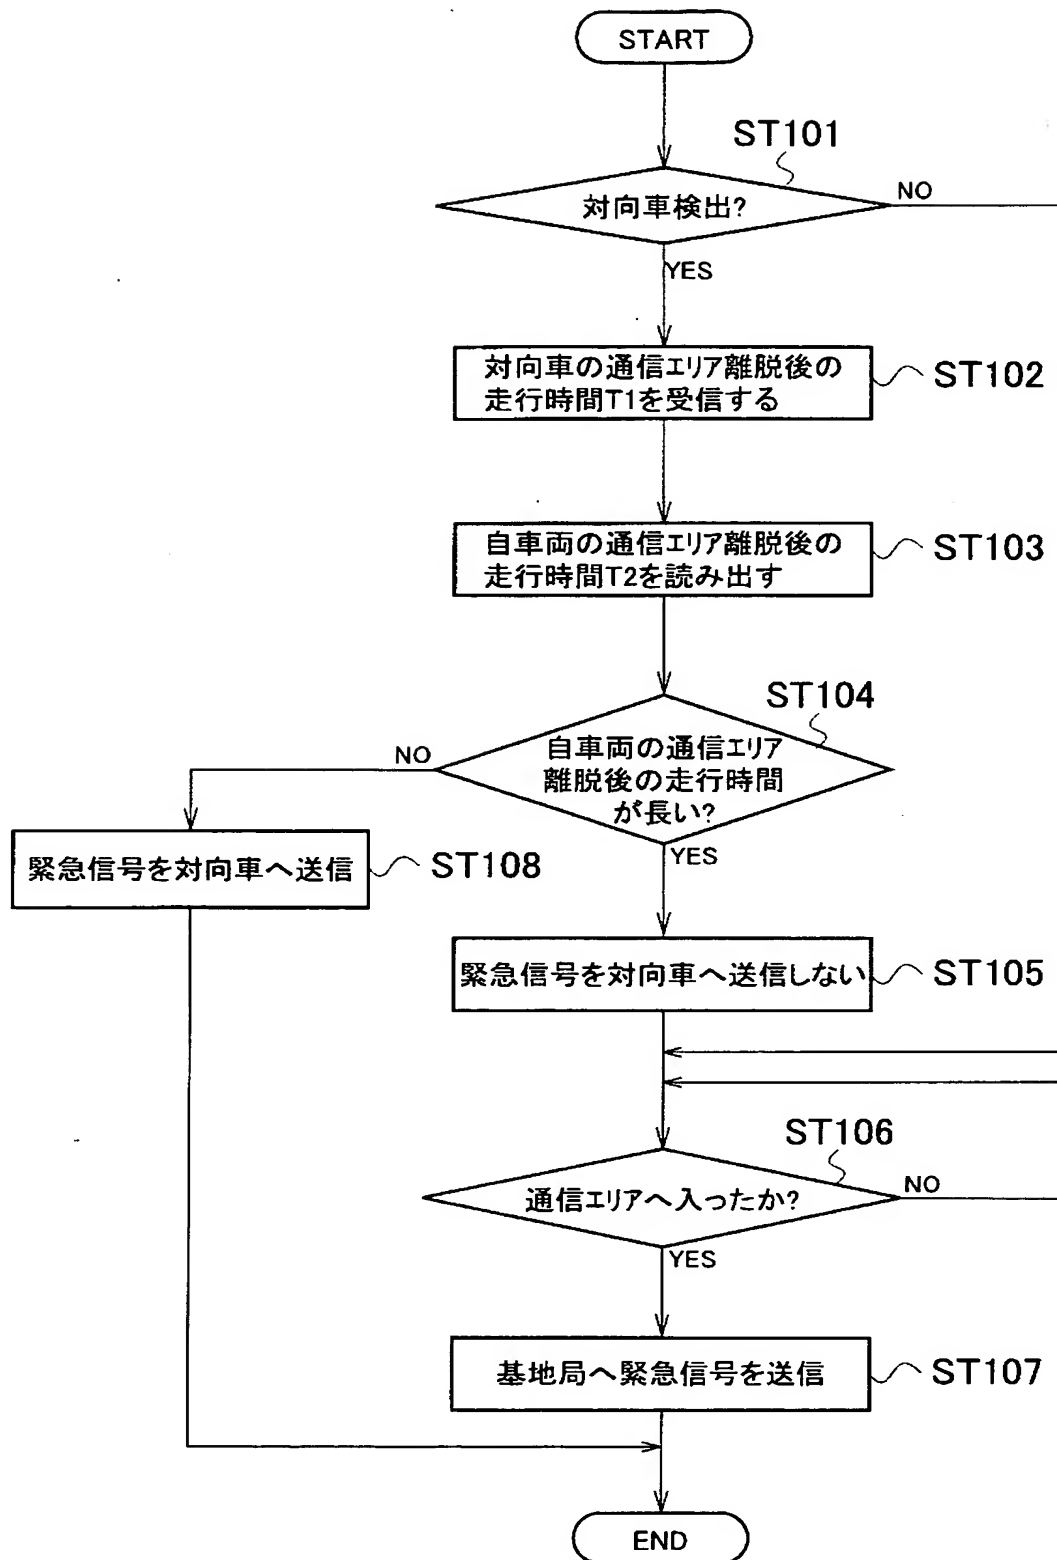 START
ST101
対向車検出?
NO
YES
対向車の通信エリア離脱後の
走行時間T1を受信する
ST102
自車両の通信エリア離脱後の
走行時間T2を読み出す
ST103
ST104
自車両の通信エリア
離脱後の走行時間
が長い?
NO
YES
緊急信号を対向車へ送信
ST108
緊急信号を対向車へ送信しない
ST105
ST106
通信エリアへ入ったか?
NO
YES
基地局へ緊急信号を送信
ST107
END